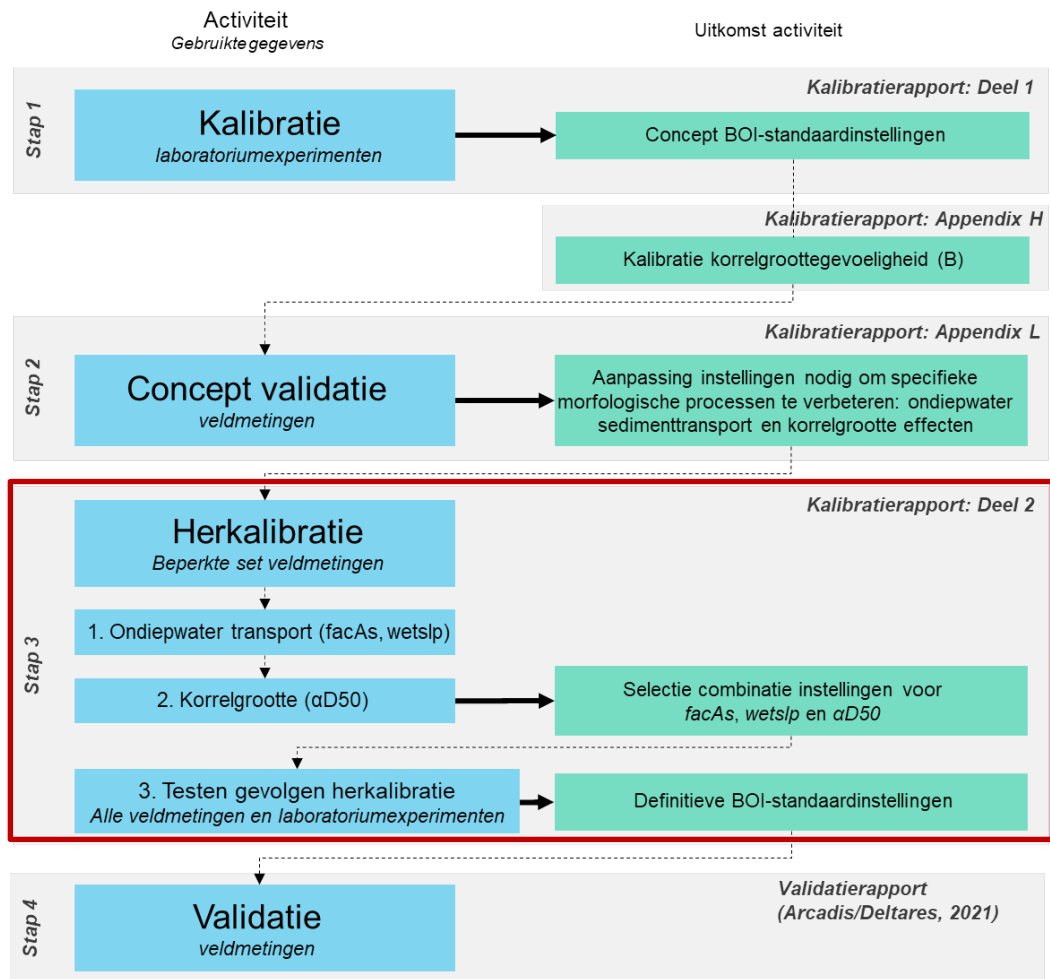 Activiteit
Gebruikte gegevens
Uitkomst activiteit
Stap 1
Kalibratierapport: Deel 1
Kalibratie
laboratoriumexperimenten
Concept BOI-standaardinstellingen
Kalibratierapport: Appendix H
Kalibratie korrelgroottegevoeligheid (B)
Stap 2
Kalibratierapport: Appendix L
Concept validatie
veldmetingen
Aanpassing instellingen nodig om specifieke
morfologische processen te verbeteren: ondiepwater
sedimenttransport en korrelgrootte effecten
Stap 3
Kalibratierapport: Deel 2
Herkalibratie
Beperkte set veldmetingen
1. Ondiepwater transport (facAs, wetslp)
2. Korrelgrootte (αD50)
Selectie combinatie instellingen voor
facAs, wetslp en αD50
3. Testen gevolgen herkalibratie
Alle veldmetingen en laboratoriumexperimenten
Definitieve BOI-standaardinstellingen
Stap 4
Validatie
veldmetingen
Validatierapport
(Arcadis/Deltares, 2021)